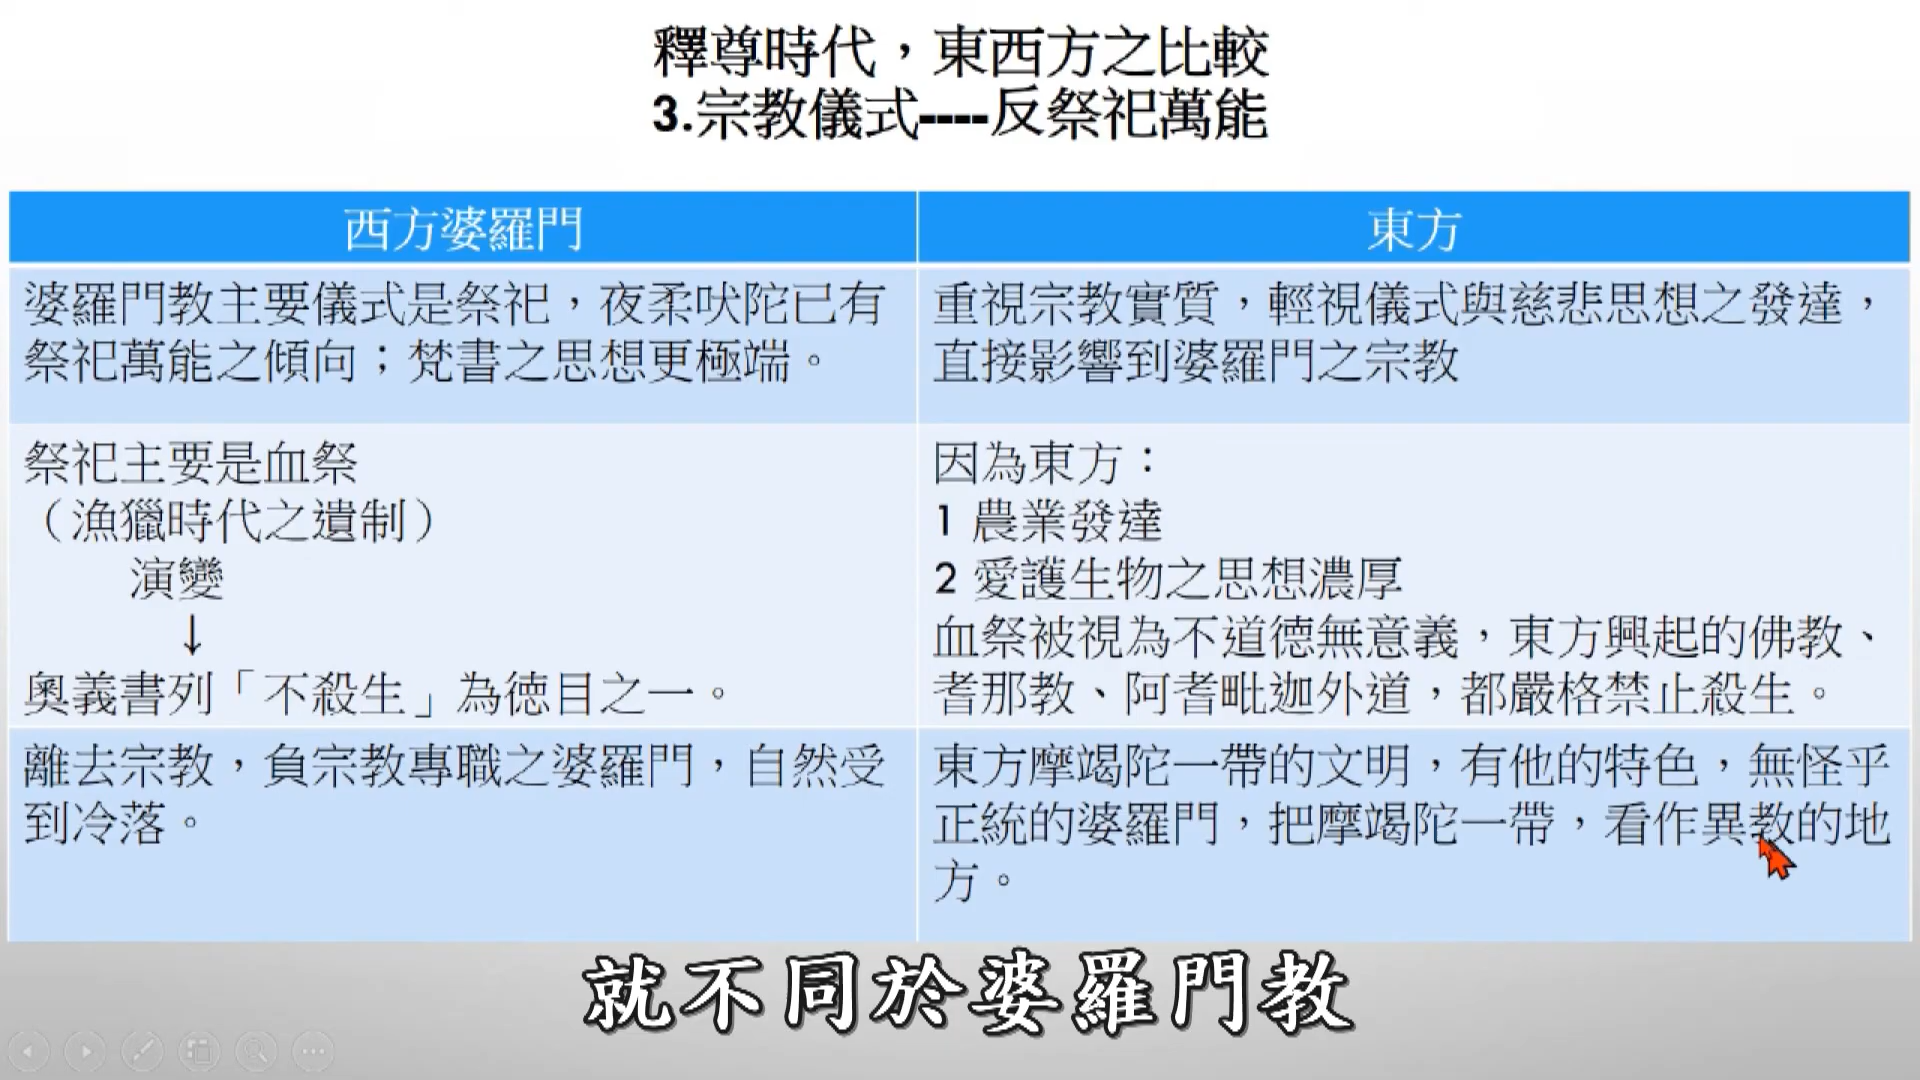 釋尊時代，東西方之比較
3.宗教儀式----反祭祀萬能
西方婆羅門
東方
婆羅門教主要儀式是祭祀，夜柔吠陀已有
祭祀萬能之傾向；梵書之思想更極端。
重視宗教實質，輕視儀式與慈悲思想之發達，
直接影響到婆羅門之宗教
祭祀主要是血祭
（漁獵時代之遺制）
演變
↓
奧義書列「不殺生」為德目之一。
因為東方：
1 農業發達
2 愛護生物之思想濃厚
血祭被視為不道德無意義，東方興起的佛教、
耆那教、阿耆毗迦外道，都嚴格禁止殺生。
離去宗教，負宗教專職之婆羅門，自然受
到冷落。
東方摩竭陀一帶的文明，有他的特色，無怪乎
正統的婆羅門，把摩竭陀一帶，看作異教的地
方。
就不同於婆羅門教